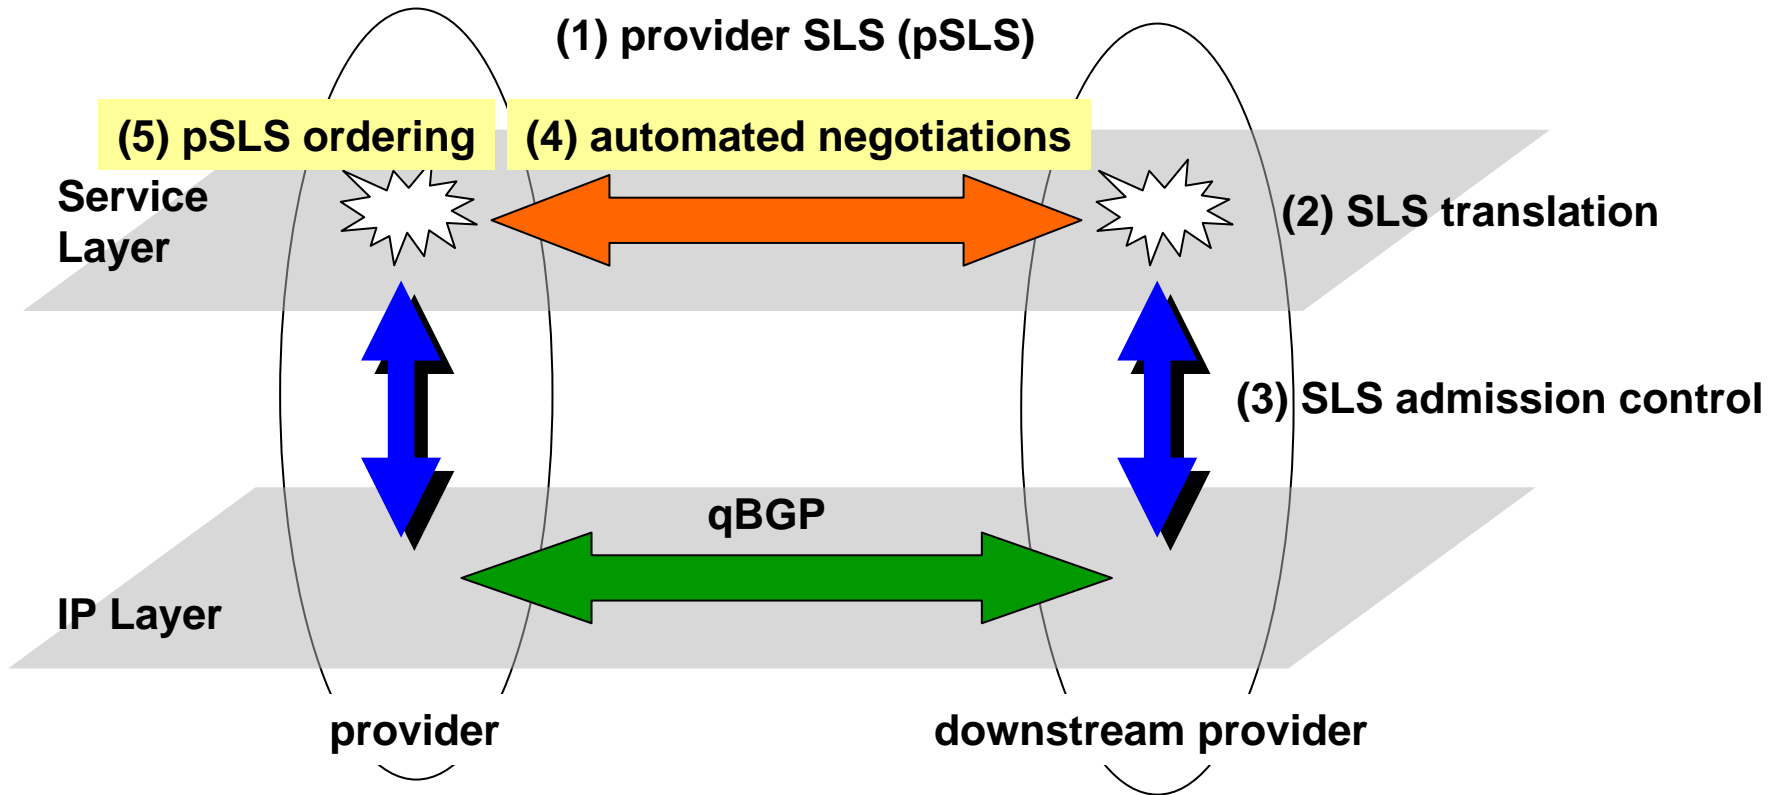 (1) provider SLS (pSLS)
(5) pSLS ordering
(4) automated negotiations
Service
Layer
(2) SLS translation
(3) SLS admission control
qBGP
IP Layer
provider
downstream provider